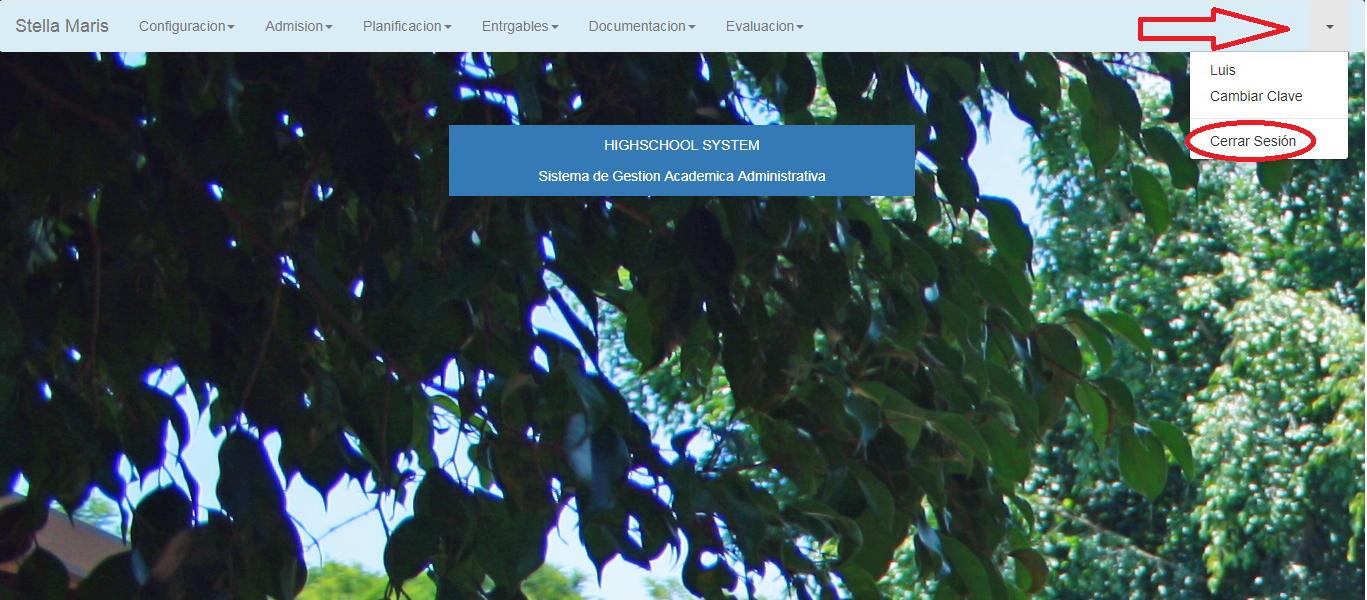 Stella Maris Configuracion Admision Planificacion Entrgables Documentacion Evaluacion
Luis
Cambiar Clave
Cerrar Sesión
HIGHSCHOOL SYSTEM
Sistema de Gestion Academica Administrativa